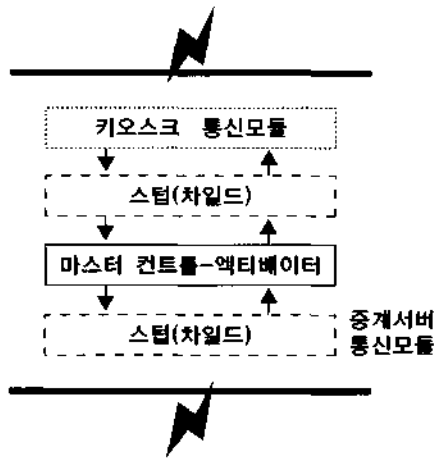 키오스크 통신모듈
스텁(차일드)
마스터 컨트롤-액티베이터
스텁(차일드)
중계서버
통신모듈